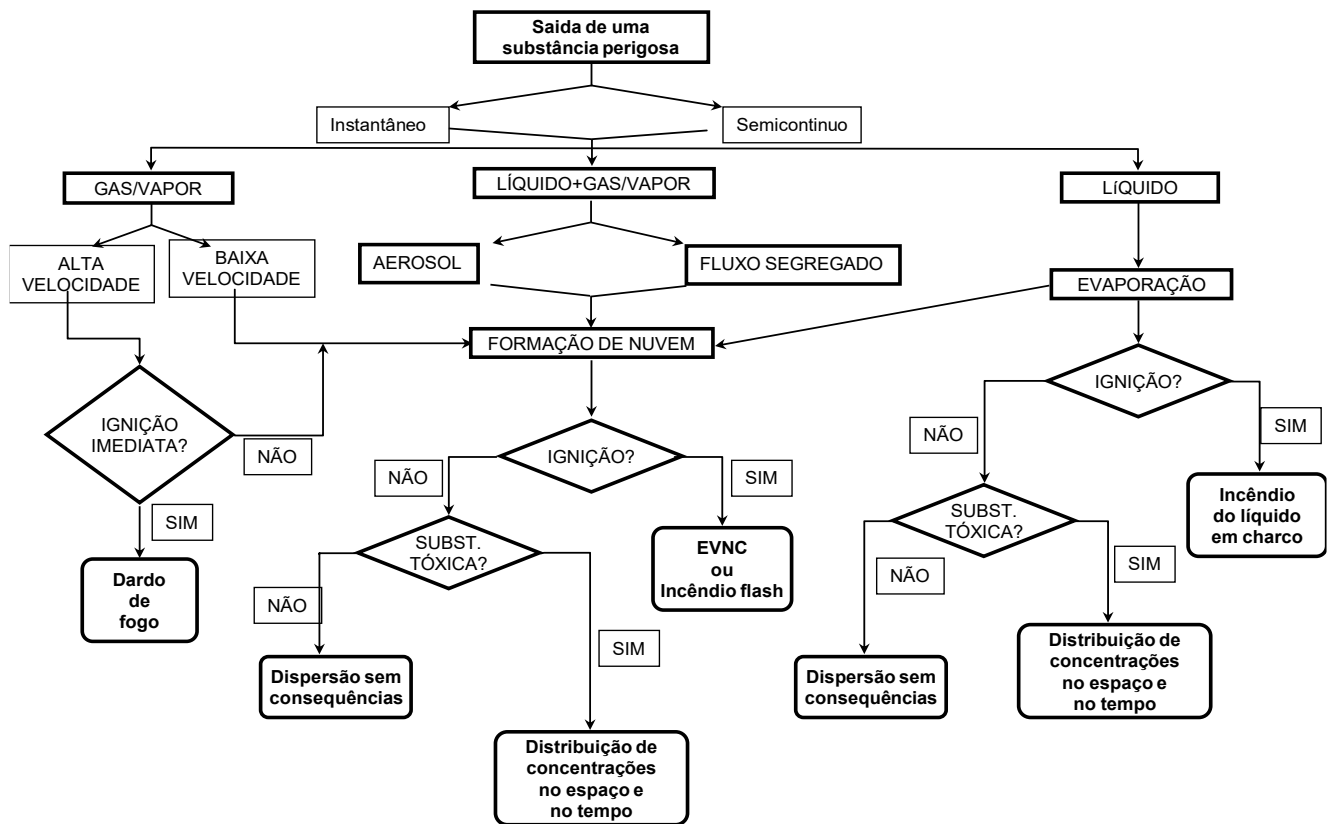 Saida de uma
substância perigosa
Instantâneo
Semicontinuo
GAS/VAPOR
LÍQUIDO+GAS/VAPOR
LíQUIDO
ALTA
VELOCIDADE
BAIXA
VELOCIDADE
AEROSOL
FLUXO SEGREGADO
EVAPORAÇÃO
FORMAÇÃO DE NUVEM
IGNIÇÃO?
IGNIÇÃO
IMEDIATA?
NÃO
NÃO
SIM
IGNIÇÃO?
NÃO
SIM
SIM
Incêndio
do líquido
em charco
SUBST.
TÓXICA?
SUBST.
TÓXICA?
EVNC
ou
Incêndio flash
NÃO
SIM
Dardo
de
fogo
NÃO
SIM
Dispersão sem
consequências
Dispersão sem
consequências
Distribuição de
concentrações
no espaço e
no tempo
Distribuição de
concentrações
no espaço e
no tempo